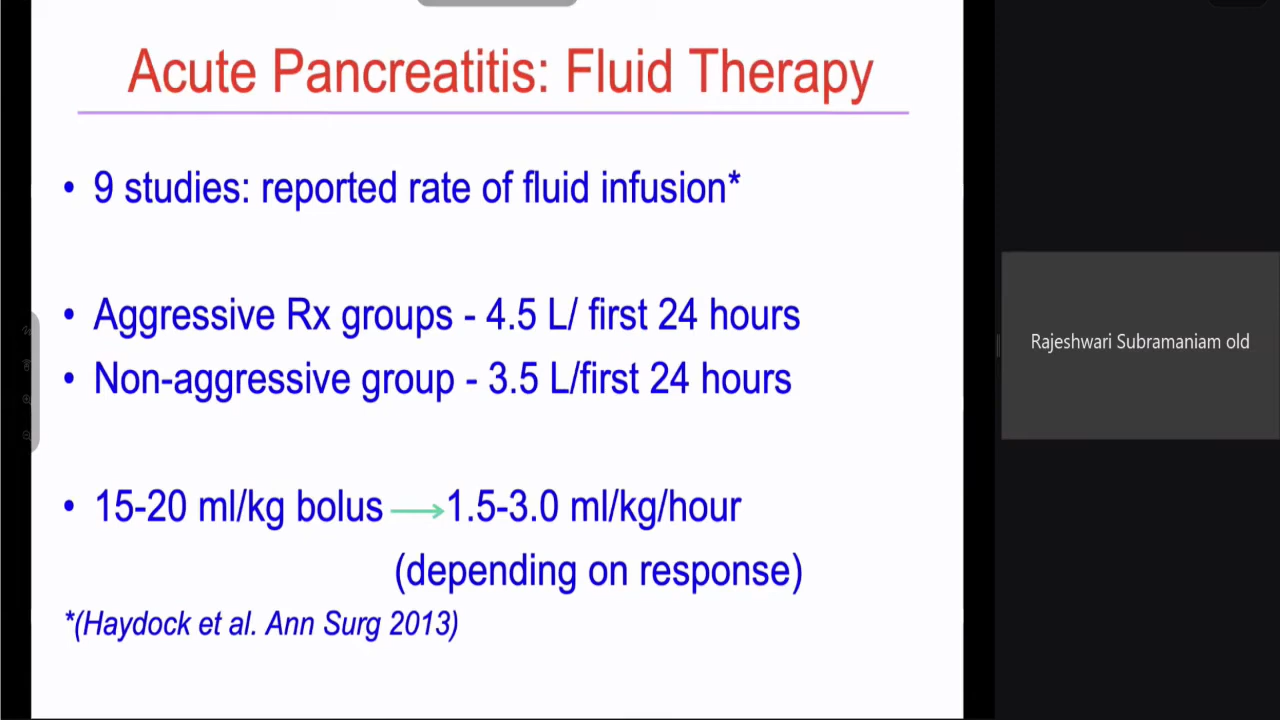 Acute Pancreatitis: Fluid Therapy
• 9 studies: reported rate of fluid infusion*
• Aggressive Rx groups - 4.5 L/ first 24 hours
• Non-aggressive group - 3.5 L/first 24 hours
• 15-20 ml/kg bolus ⟶ 1.5-3.0 ml/kg/hour
(depending on response)
*(Haydock et al. Ann Surg 2013)
Rajeshwari Subramaniam old